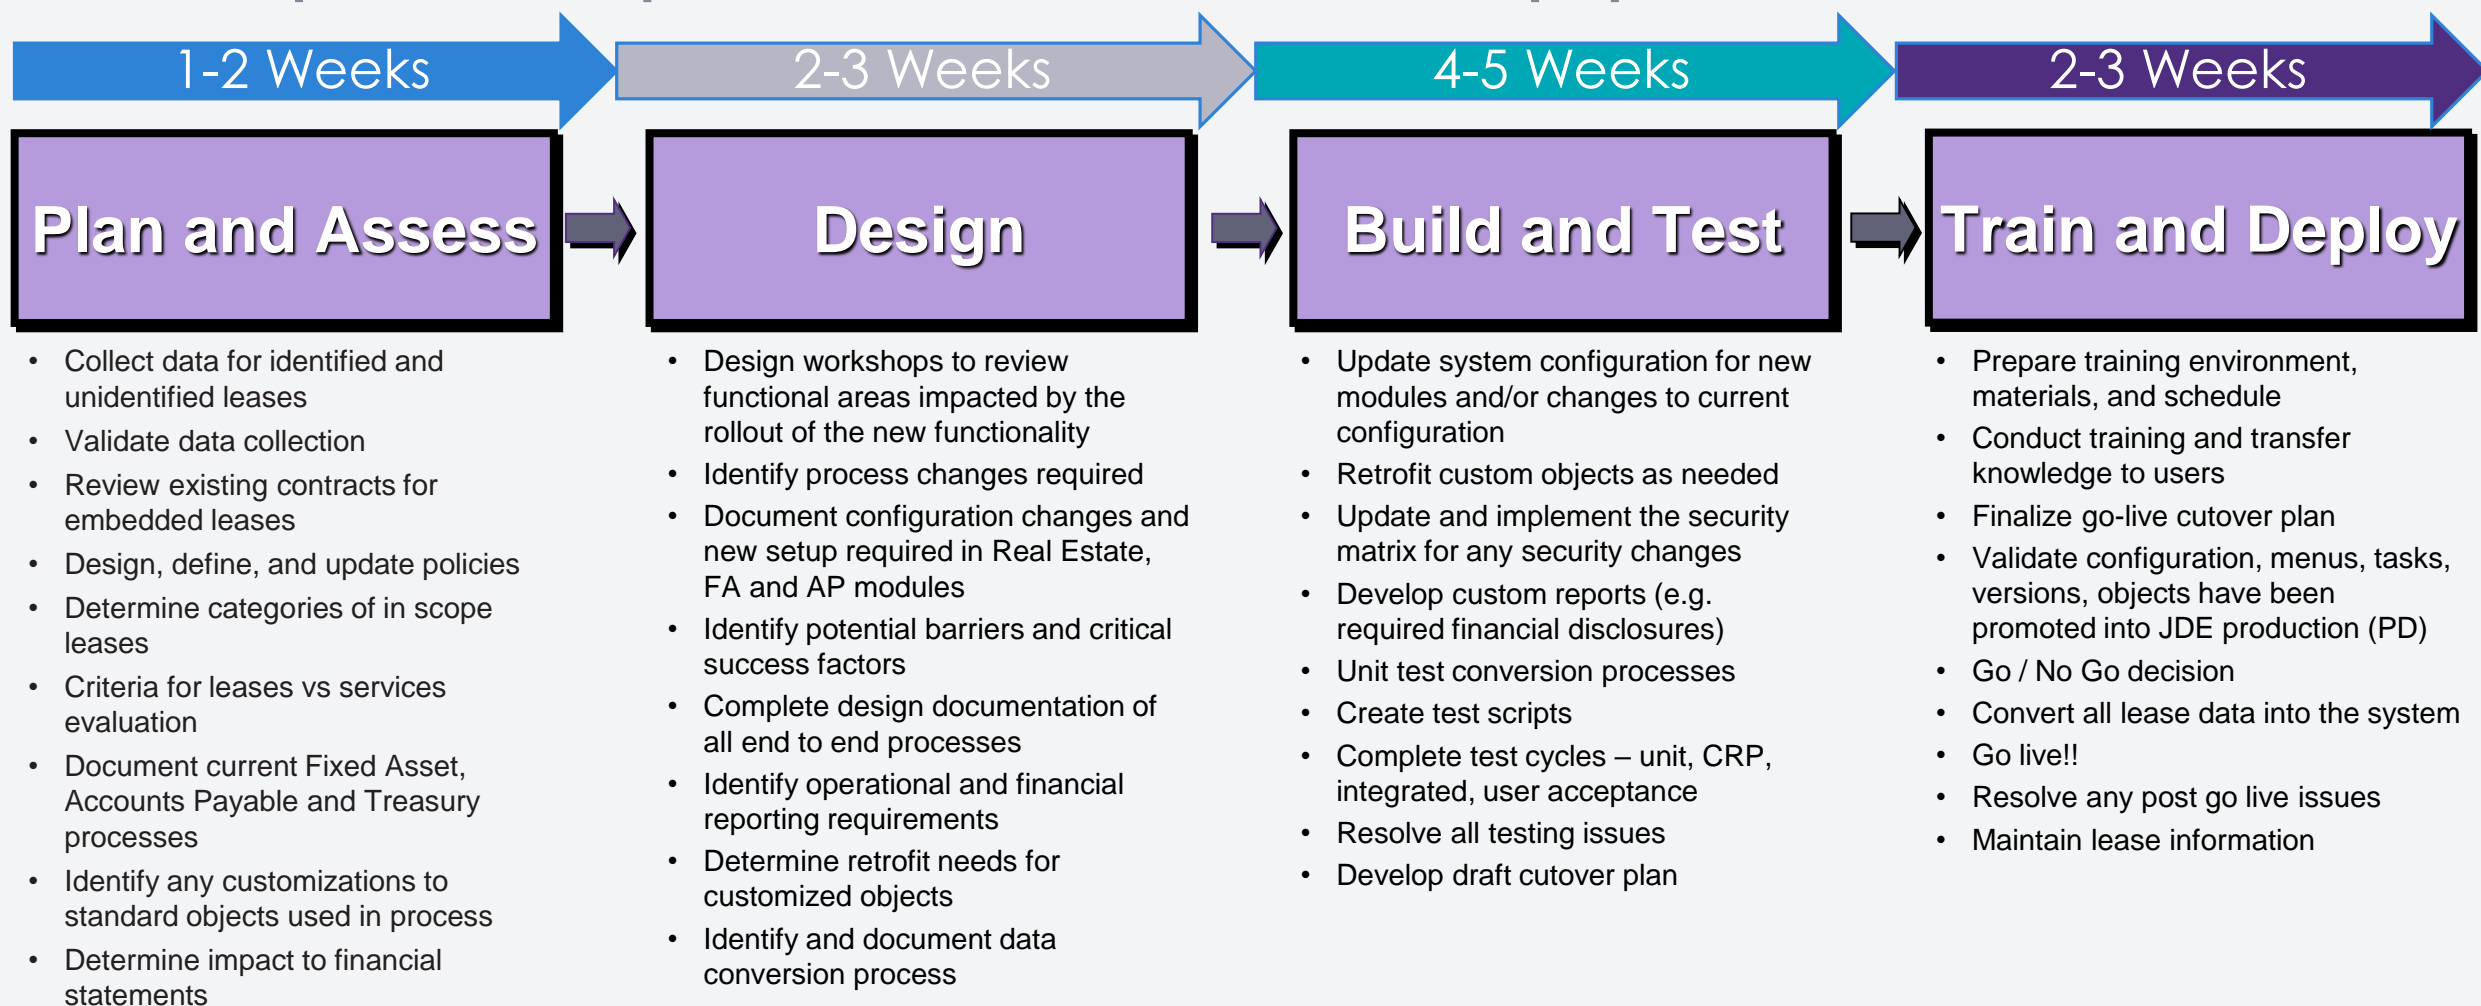 1-2 Weeks
2-3 Weeks
4-5 Weeks
2-3 Weeks
Plan and Assess
Design
Build and Test
Train and Deploy
• Collect data for identified and
unidentified leases
• Validate data collection
• Review existing contracts for
embedded leases
• Design, define, and update policies
• Determine categories of in scope
leases
• Criteria for leases vs services
evaluation
• Document current Fixed Asset,
Accounts Payable and Treasury
processes
• Identify any customizations to
standard objects used in process
• Determine impact to financial
statements
• Design workshops to review
functional areas impacted by the
rollout of the new functionality
• Identify process changes required
• Document configuration changes and
new setup required in Real Estate,
FA and AP modules
• Identify potential barriers and critical
success factors
• Complete design documentation of
all end to end processes
• Identify operational and financial
reporting requirements
• Determine retrofit needs for
customized objects
• Identify and document data
conversion process
• Update system configuration for new
modules and/or changes to current
configuration
• Retrofit custom objects as needed
• Update and implement the security
matrix for any security changes
• Develop custom reports (e.g.
required financial disclosures)
• Unit test conversion processes
• Create test scripts
• Complete test cycles – unit, CRP,
integrated, user acceptance
• Resolve all testing issues
• Develop draft cutover plan
• Prepare training environment,
materials, and schedule
• Conduct training and transfer
knowledge to users
• Finalize go-live cutover plan
• Validate configuration, menus, tasks,
versions, objects have been
promoted into JDE production (PD)
• Go / No Go decision
• Convert all lease data into the system
• Go live!!
• Resolve any post go live issues
• Maintain lease information